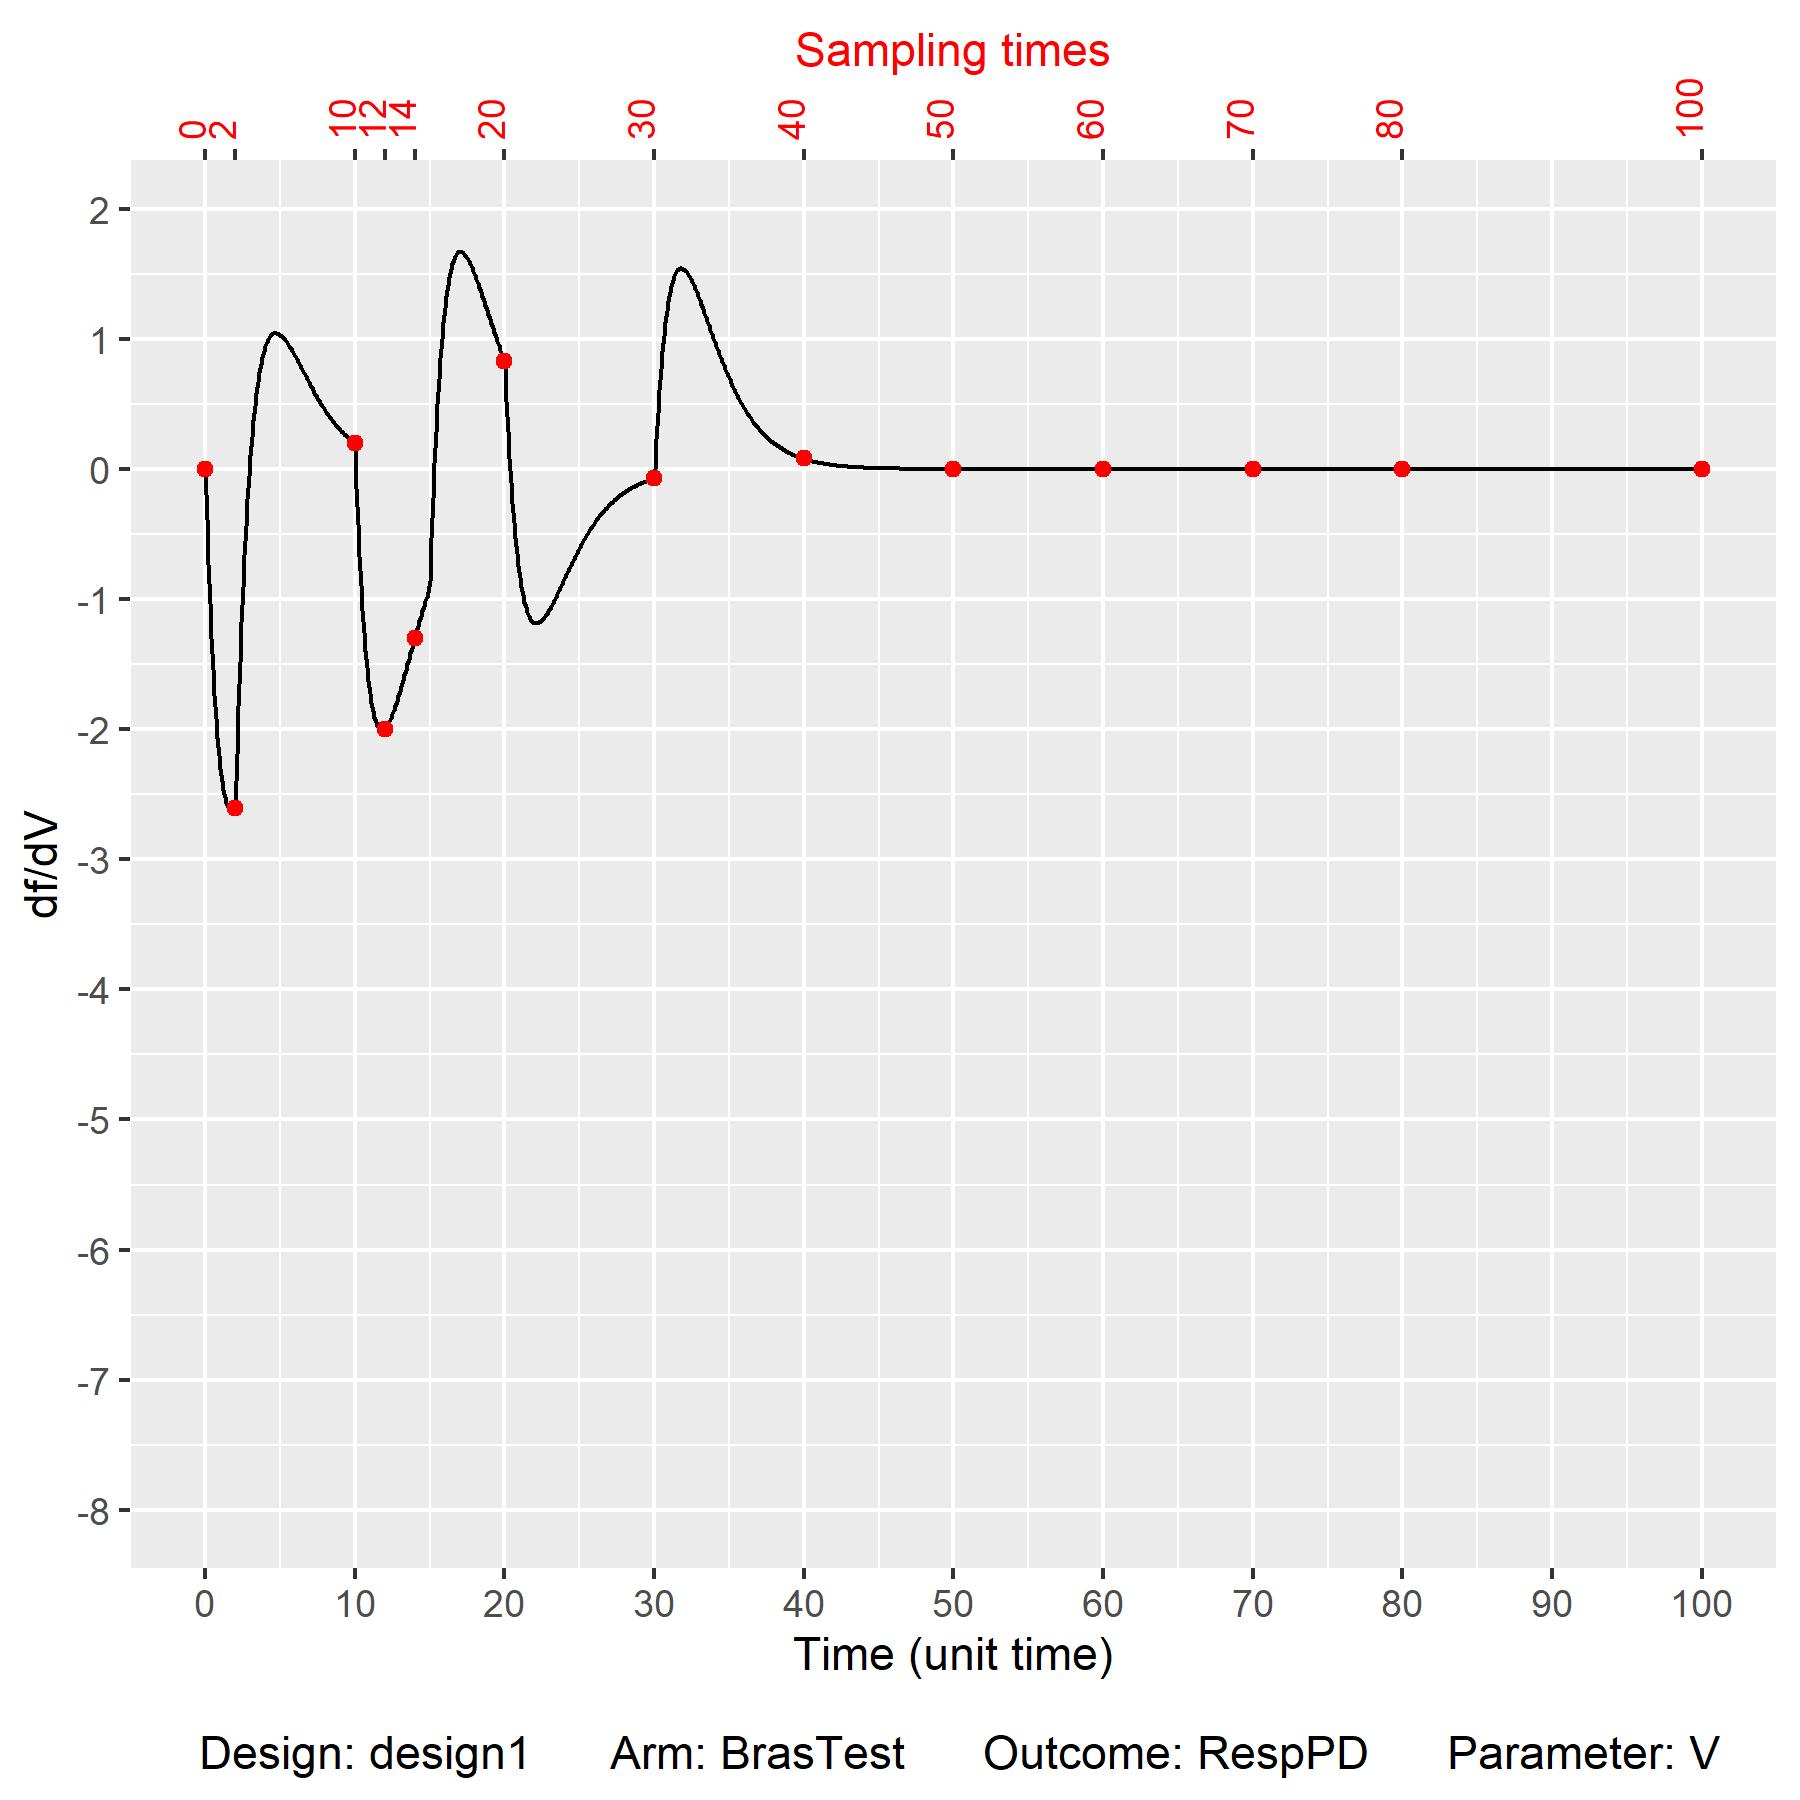 Sampling times
0 2 10 12 14 20 30 40 50 60 70 80 100
2
1
0
-1
-2
-3
-4
-5
-6
-7
-8
df/dV
0 10 20 30 40 50 60 70 80 90 100
Time (unit time)
Design: design1 Arm: BrasTest Outcome: RespPD Parameter: V